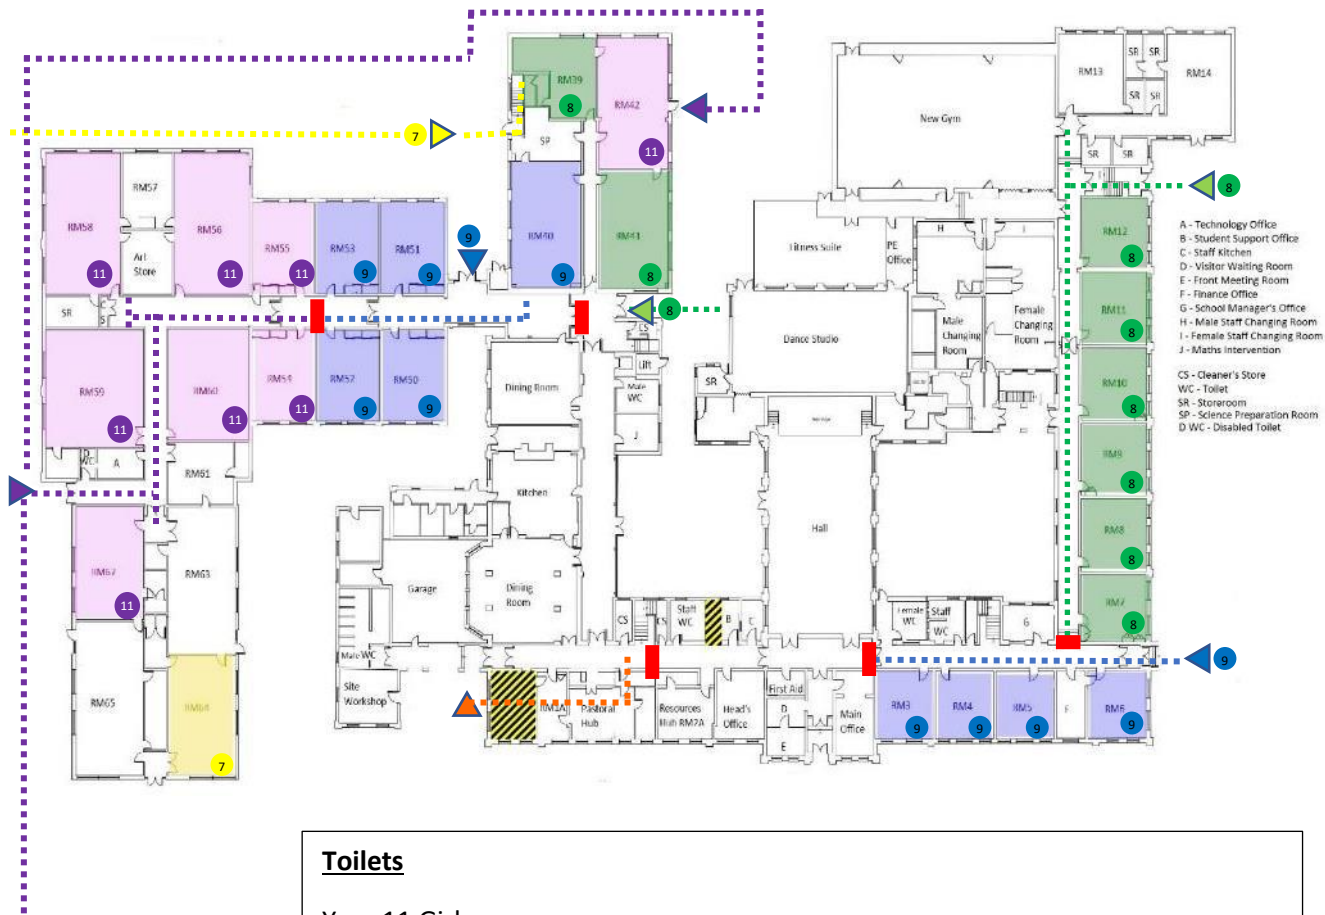 RM39
8
RM42
11
7
SP
RM13
SR
SR
SR
SR
RM14
New Gym
SR
SR
8
RM58
11
RM57
Art
Store
RM56
11
RM55
11
RM53
9
RM51
9
9
RM40
9
RM41
8
8
Fitness Suite
PE
Office
H
I
RM12
8
A - Technology Office
B - Student Support Office
C - Staff Kitchen
D - Visitor Waiting Room
E - Front Meeting Room
F - Finance Office
G - School Manager's Office
H - Male Staff Changing Room
I - Female Staff Changing Room
J - Maths Intervention
CS - Cleaner's Store
WC - Toilet
SR - Storeroom
SP - Science Preparation Room
D WC - Disabled Toilet
SR
RM59
11
RM60
11
RM54
11
RM52
9
RM50
9
Dining Room
CS
Lift
Male
WC
J
SR
Dance Studio
Male
Changing
Room
Female
Changing
Room
RM11
8
RM10
8
D
WC
A
RM61
Kitchen
Hall
RM9
8
RM8
8
RM67
11
RM63
Garage
Dining
Room
CS
CS
Staff
WC
B
C
Female
WC
Staff
WC
G
RM7
8
9
RM65
RM64
7
Male WC
Site
Workshop
RM1A
Pastoral
Hub
Resources
Hub RM2A
Head's
Office
First Aid
D
E
Main
Office
RM3
9
RM4
9
RM5
9
F
RM6
9
Toilets